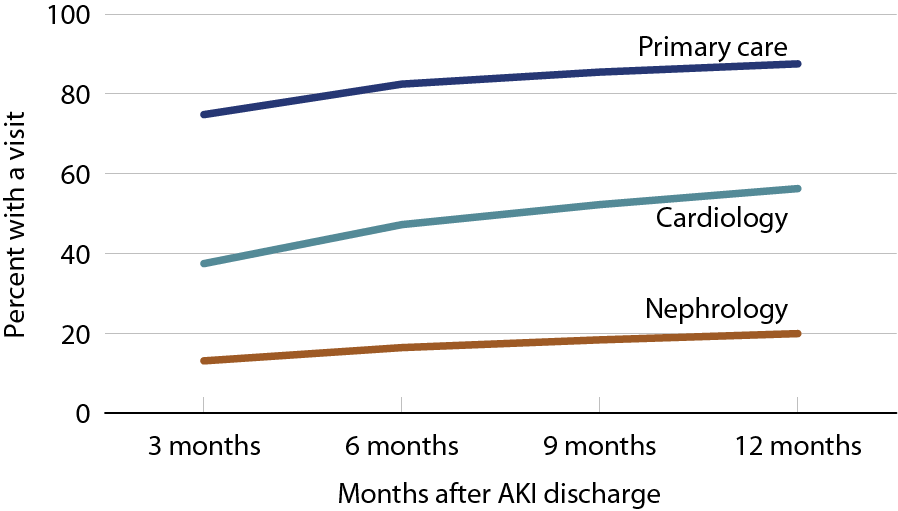 100
80
60
40
20
0
Percent with a visit
Primary care
Cardiology
Nephrology
3 months
6 months
9 months
12 months
Months after AKI discharge